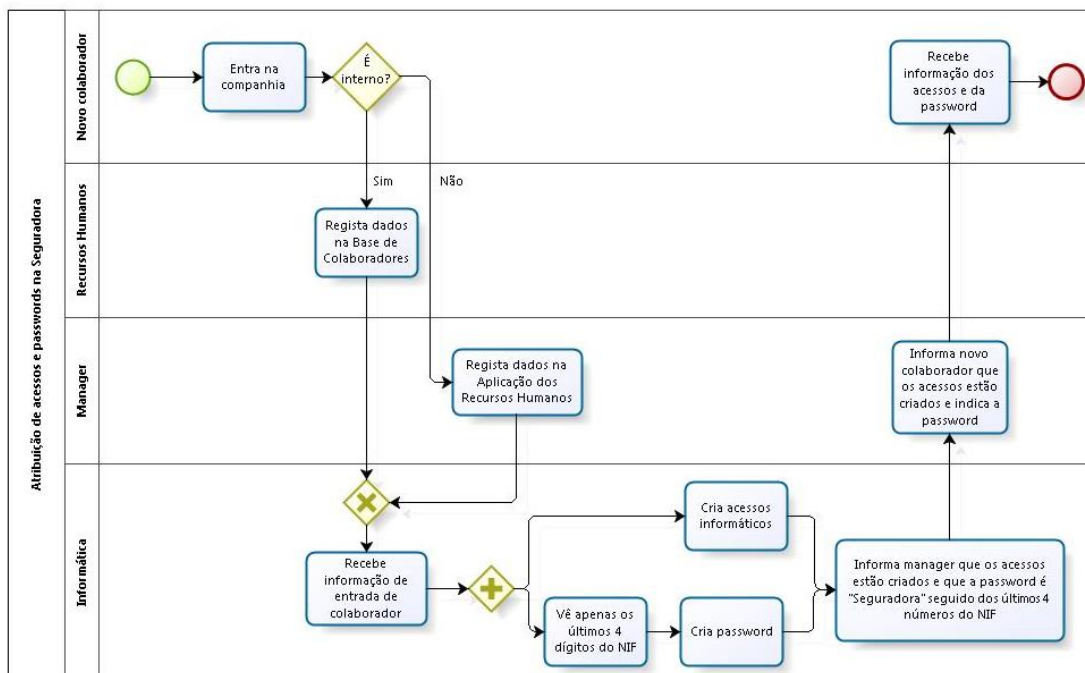 Atribuição de acessos e passwords na Seguradora
Novo colaborador
Entra na
companhia
É
interno?
Recebe
informação dos
acessos e da
password
Sim
Não
Recursos Humanos
Regista dados
na Base de
Colaboradores
Manager
Regista dados na
Aplicação dos
Recursos Humanos
Informa novo
colaborador que
os acessos estão
criados e indica a
password
Informática
Recebe
informação de
entrada de
colaborador
Cria acessos
informáticos
Vê apenas os
últimos 4
dígitos do NIF
Cria password
Informa manager que os acessos
estão criados e que a password é
"Seguradora" seguido dos últimos 4
números do NIF